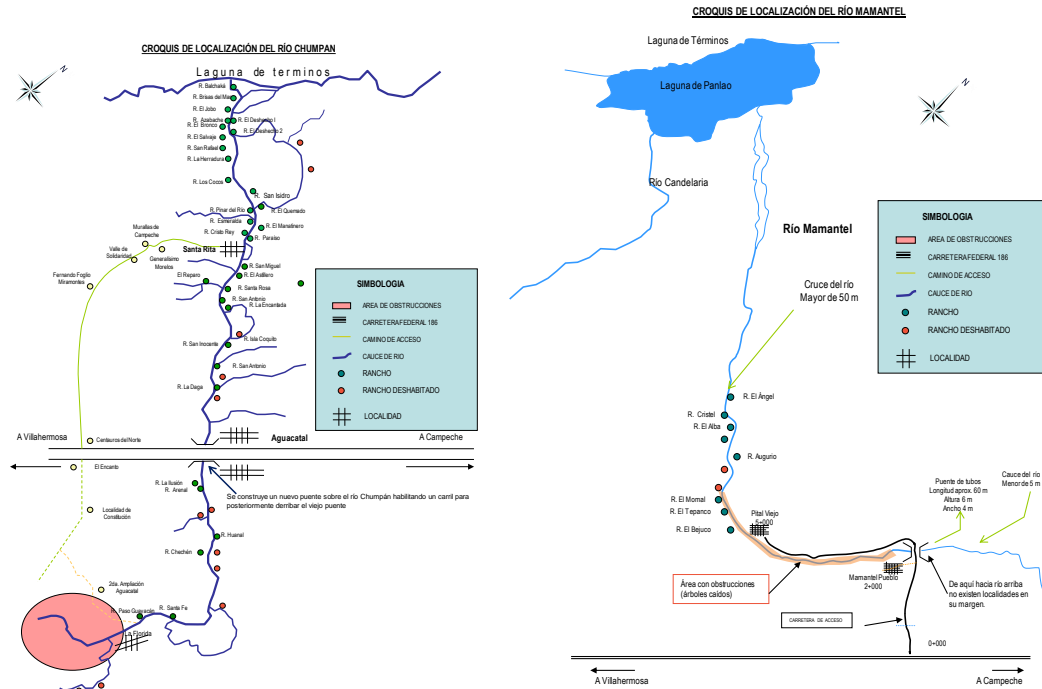 CROQUIS DE LOCALIZACIÓN DEL RÍO CHUMPAN
N
Laguna de terminos
R. Balchaká
R. Brisas del Mar
R. El Jobo
R. Azabache
R. El Deshecho I
R. El Bronco
R. El Deshecho 2
R. El Salvaje
R. San Rafael
R. La Herradura
R. Los Cocos
R. San Isidro
R. Pinar del Río
R. El Quemado
R. Esmeralda
R. El Manatinero
R. Cristo Rey
R. Paraíso
Murallas de
Campeche
Valle de
Solidaridad
Generalísimo
Morelos
Santa Rita
Fernando Foglio
Miramontes
R. San Miguel
R. El Astillero
El Reparo
R. Santa Rosa
R. San Antonio
R. La Encantada
R. Isla Coquito
R. San Inocente
R. San Antonio
R. La Daga
SIMBOLOGIA
AREA DE OBSTRUCCIONES
CARRETERA FEDERAL 186
CAMINO DE ACCESO
CAUCE DE RIO
RANCHO
RANCHO DESHABITADO
LOCALIDAD
A Villahermosa
Centauros del Norte
Aguacatal
A Campeche
El Encanto
R. La Ilusión
R. Arenal
Se construye un nuevo puente sobre el río Chumpán habilitando un carril para
posteriormente derribar el viejo puente
Localidad de
Constitución
R. Huanal
R. Chechén
2da. Ampliación
Aguacatal
R. Paso Guayacán
R. Santa Fe
La Florida
CROQUIS DE LOCALIZACIÓN DEL RÍO MAMANTEL
Laguna de Términos
Laguna de Panlao
N
Río Candelaria
Río Mamantel
SIMBOLOGIA
AREA DE OBSTRUCCIONES
CARRETERA FEDERAL 186
CAMINO DE ACCESO
CAUCE DE RIO
RANCHO
RANCHO DESHABITADO
LOCALIDAD
Cruce del río
Mayor de 50 m
R. El Ángel
R. Cristel
R. El Alba
R. Augurio
R. El Momal
R. El Tepanco
R. El Bejuco
Pital Viejo
5+000
Puente de tubos
Longitud aprox. 60 m
Altura 6 m
Ancho 4 m
Cauce del río
Menor de 5 m
Área con obstrucciones
(árboles caídos)
Mamantel Pueblo
2+000
De aquí hacia río arriba
no existen localidades en
su margen.
CARRETERA DE ACCESO
0+000
A Villahermosa
A Campeche